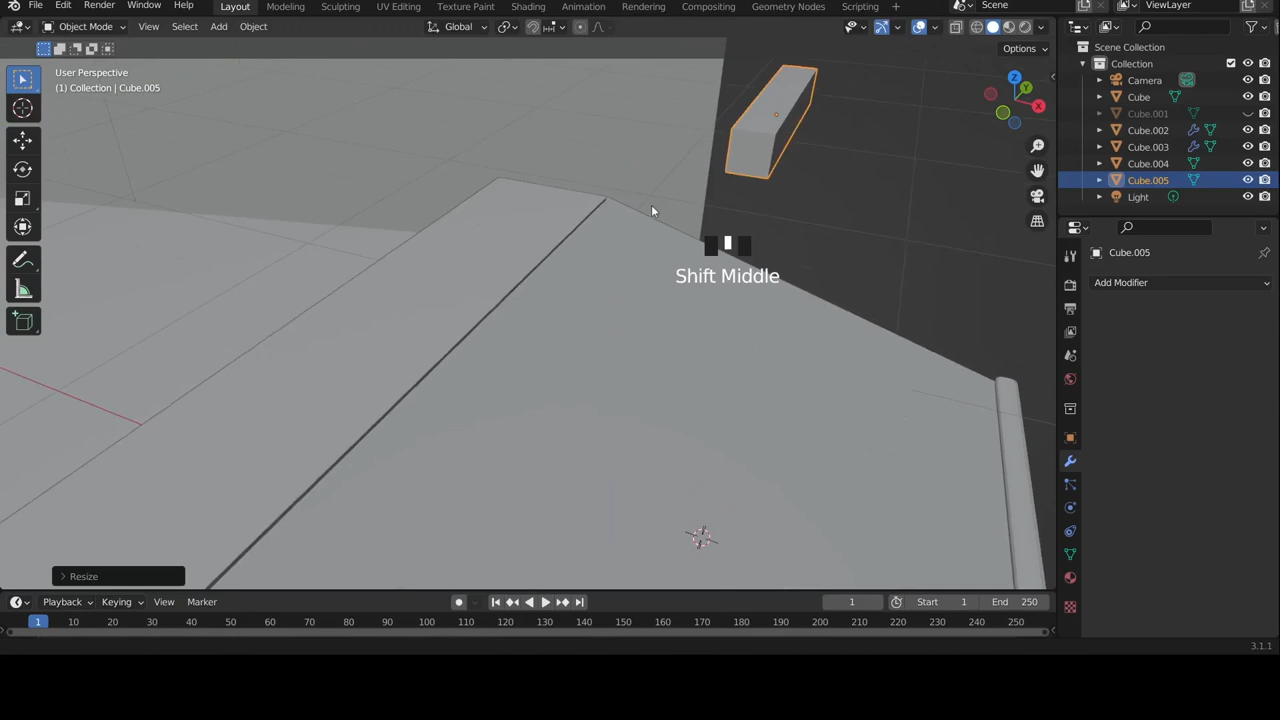 File Edit Render Window Help Layout Modeling Sculpting UV Editing Texture Paint Shading Animation Rendering Compositing Geometry Nodes Scripting + Scene ViewLayer
Object Mode View Select Add Object Global
Options
User Perspective
(1) Collection | Cube.005
Z
Y
X
Shift Middle
Resize
Scene Collection
Collection
Camera
Cube
Cube.001
Cube.002
Cube.003
Cube.004
Cube.005
Light
Cube.005
Add Modifier
Playback Keying View Marker 1 Start 1 End 250
1 10 20 30 40 50 60 70 80 90 100 110 120 130 140 150 160 170 180 190 200 210 220 230 240 250
3.1.1